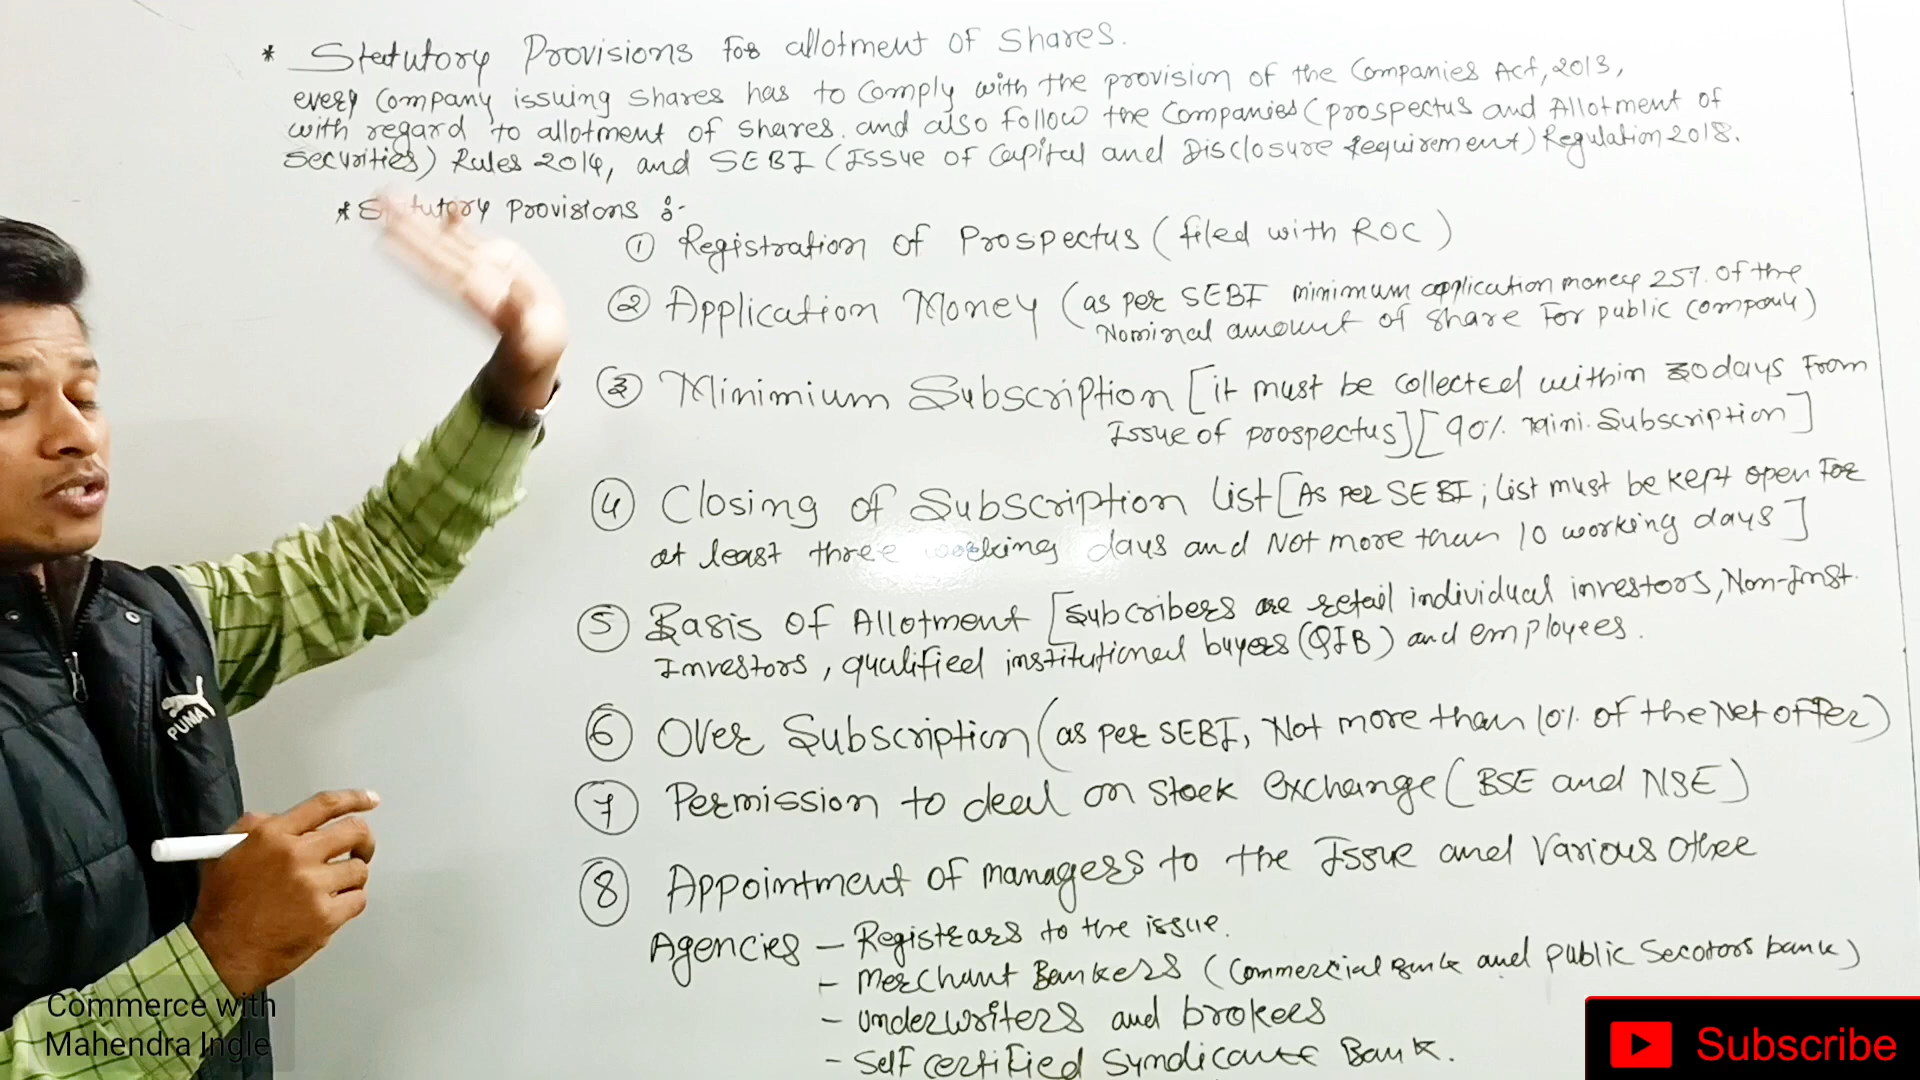 * Statutory Provisions For allotment of Shares.
every Company issuing shares has to comply with the provision of the Companies Act, 2013,
with regard to allotment of shares. and also follow the Companies (prospectus and Allotment of
Securities) Rules 2014, and SEBI (Issue of Capital and Disclosure Requirement) Regulation 2018.
* Statutory Provisions :-
① Registration of Prospectus (filed with ROC)
② Application Money (as per SEBI minimum application money 25% of the
Nominal amount of share For public company)
③ Minimium Subscription [it must be collected within 30 days From
Issue of prospectus] [90% mini. Subscription]
④ Closing of Subscription list [As per SEBI; list must be kept open For
at least three working days and Not more than 10 working days]
⑤ Basis of Allotment [Subcribers are retail individual investors, Non-Inst.
Investors, qualified institutional buyers (QIB) and employees.
⑥ Over Subscription (as per SEBI, Not more than 10% of the Net offer)
⑦ Permission to deal on Stock Exchange (BSE and NSE)
⑧ Appointment of managers to the Issue and Various other
Agencies - Registrars to the issue.
- Merchant Bankers (Commercial Bank and public Secotors bank)
- Underwriters and brokers
- Self certified Syndicate Bank.
PUMA
Commerce with
Mahendra Ingle
Subscribe